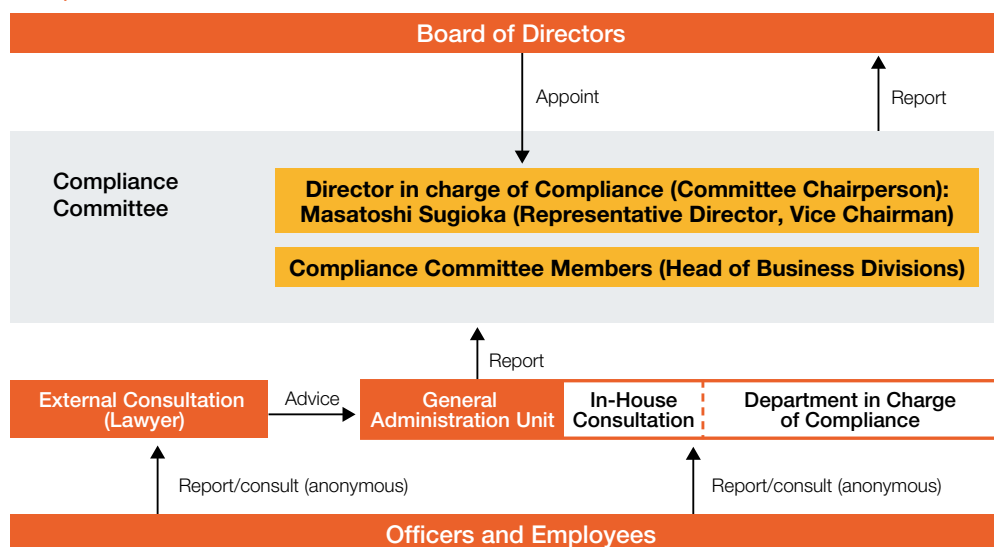 Board of Directors
Appoint
Report
Compliance
Committee
Director in charge of Compliance (Committee Chairperson):
Masatoshi Sugioka (Representative Director, Vice Chairman)
Compliance Committee Members (Head of Business Divisions)
Report
External Consultation
(Lawyer)
Advice
General
Administration Unit
In-House
Consultation
Department in Charge
of Compliance
Report/consult (anonymous)
Report/consult (anonymous)
Officers and Employees